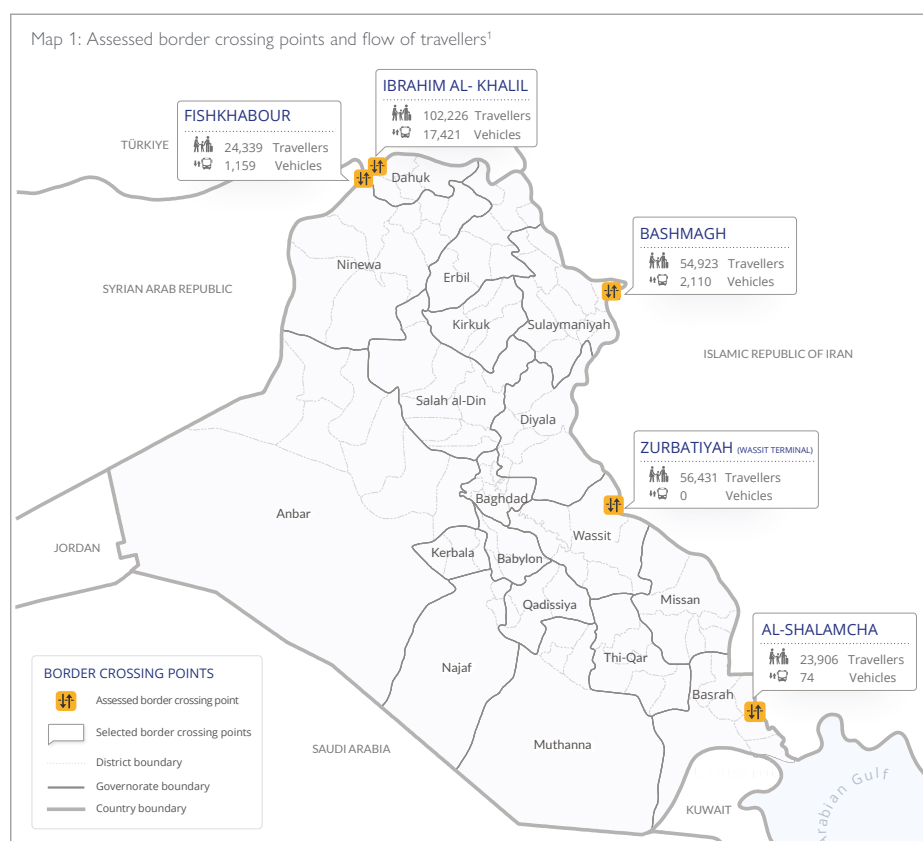 Map 1: Assessed border crossing points and flow of travellers¹
IBRAHIM AL- KHALIL
102,226 Travellers
17,421 Vehicles
FISHKHABOUR
24,339 Travellers
1,159 Vehicles
TÜRKIYE
Dahuk
BASHMAGH
54,923 Travellers
2,110 Vehicles
Ninewa
Erbil
SYRIAN ARAB REPUBLIC
Kirkuk
Sulaymaniyah
ISLAMIC REPUBLIC OF IRAN
Salah al-Din
Diyala
ZURBATIYAH (WASSIT TERMINAL)
56,431 Travellers
0 Vehicles
Baghdad
Anbar
Wassit
JORDAN
Kerbala
Babylon
Qadissiya
Missan
AL-SHALAMCHA
23,906 Travellers
74 Vehicles
Najaf
Thi-Qar
Basrah
Muthanna
BORDER CROSSING POINTS
Assessed border crossing point
Selected border crossing points
District boundary
Governorate boundary
Country boundary
SAUDI ARABIA
KUWAIT
rabian Gulf